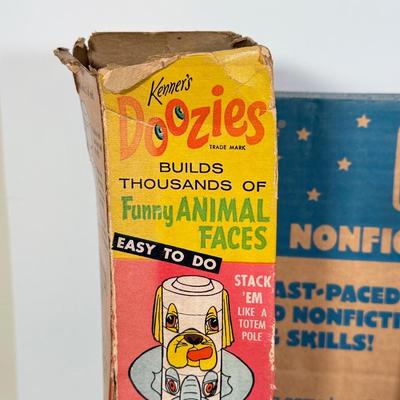 Kenner's
Doozies
TRADE MARK
BUILDS
THOUSANDS OF
Funny ANIMAL
FACES
EASY TO DO
STACK
'EM
LIKE A
TOTEM
POLE
NONFIC
AST-PACED
NONFICTI
SKILLS!